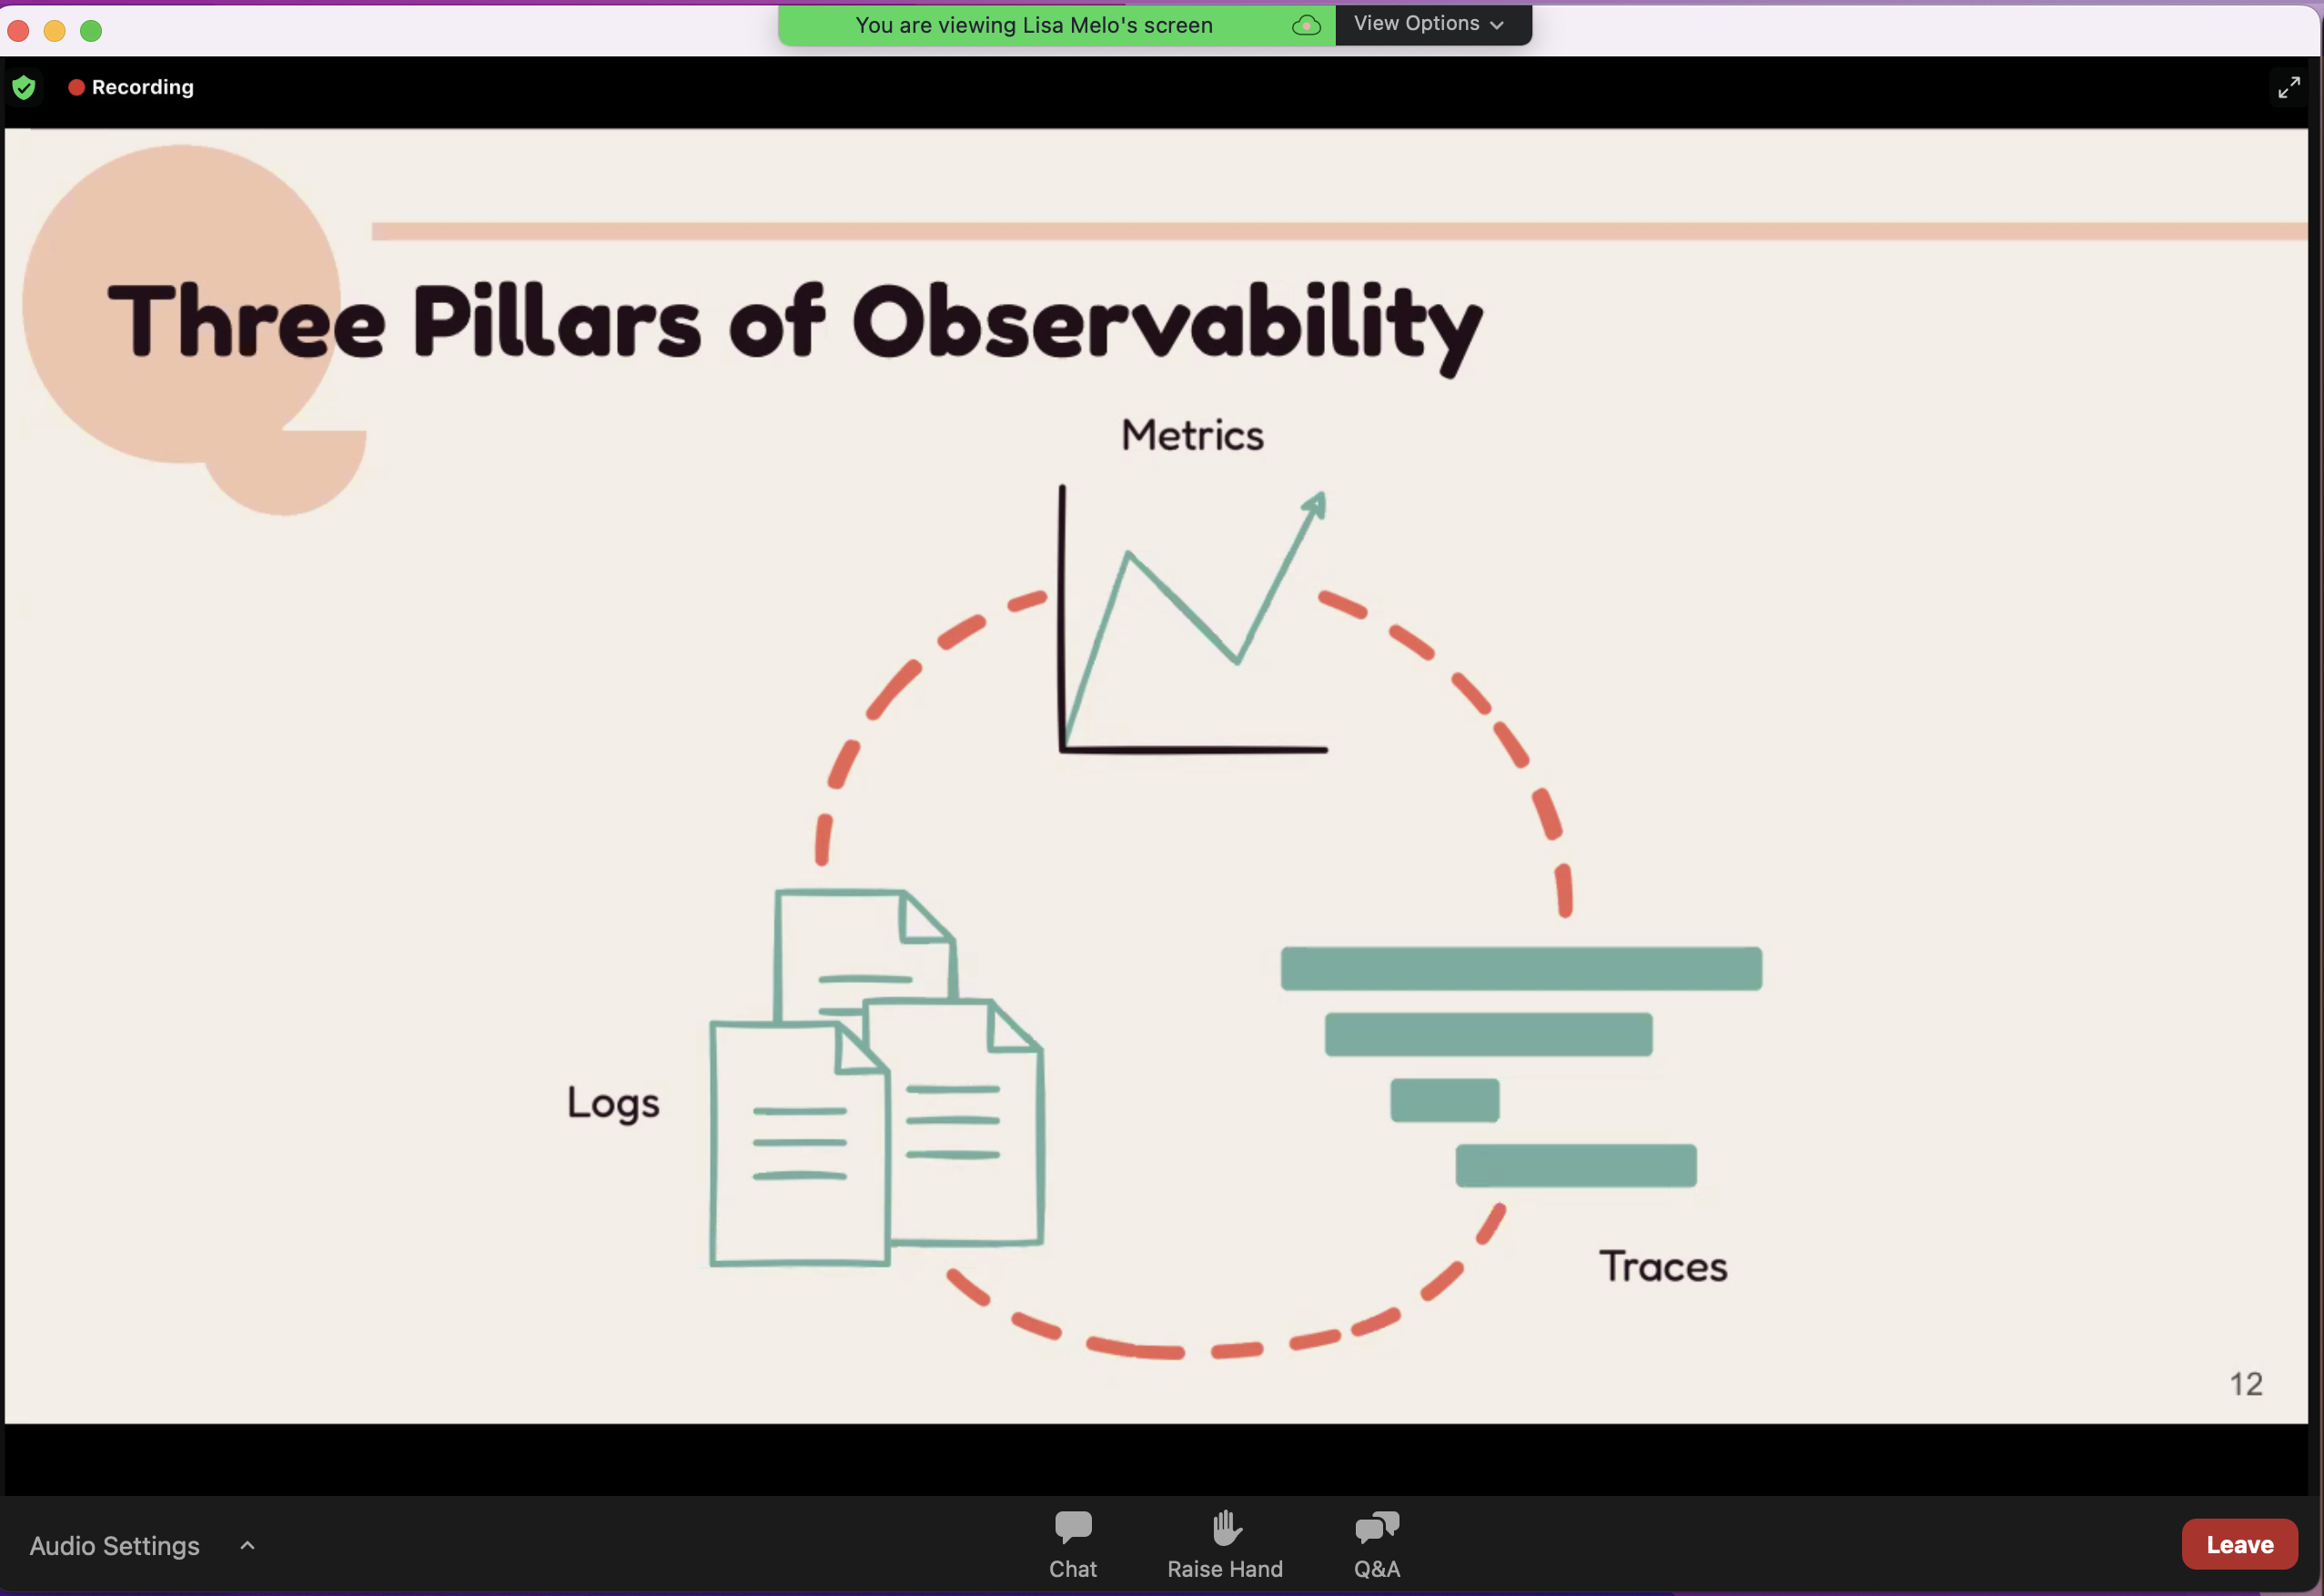 You are viewing Lisa Melo's screen
View Options
Recording
Three Pillars of Observability
Metrics
Logs
Traces
12
Audio Settings
Chat
Raise Hand
Q&A
Leave